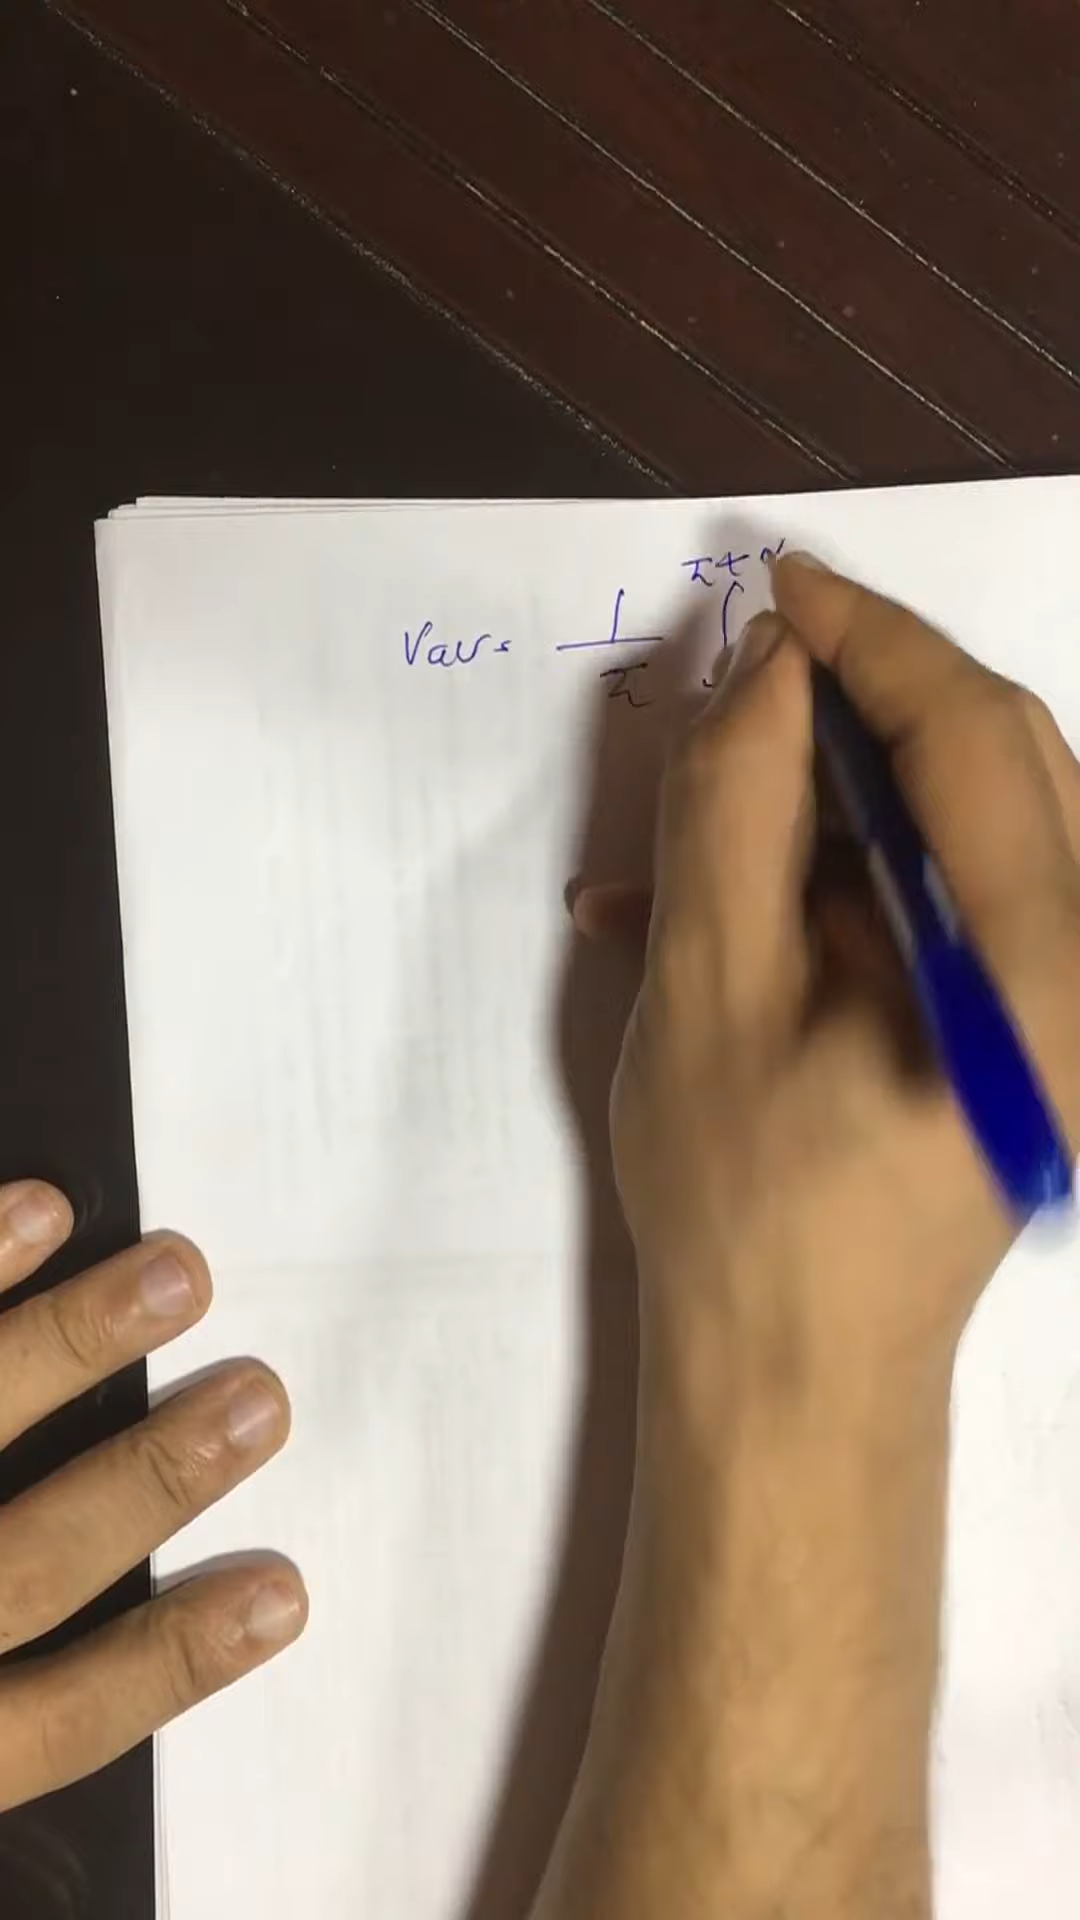 Vav = 1/π ∫ π+α